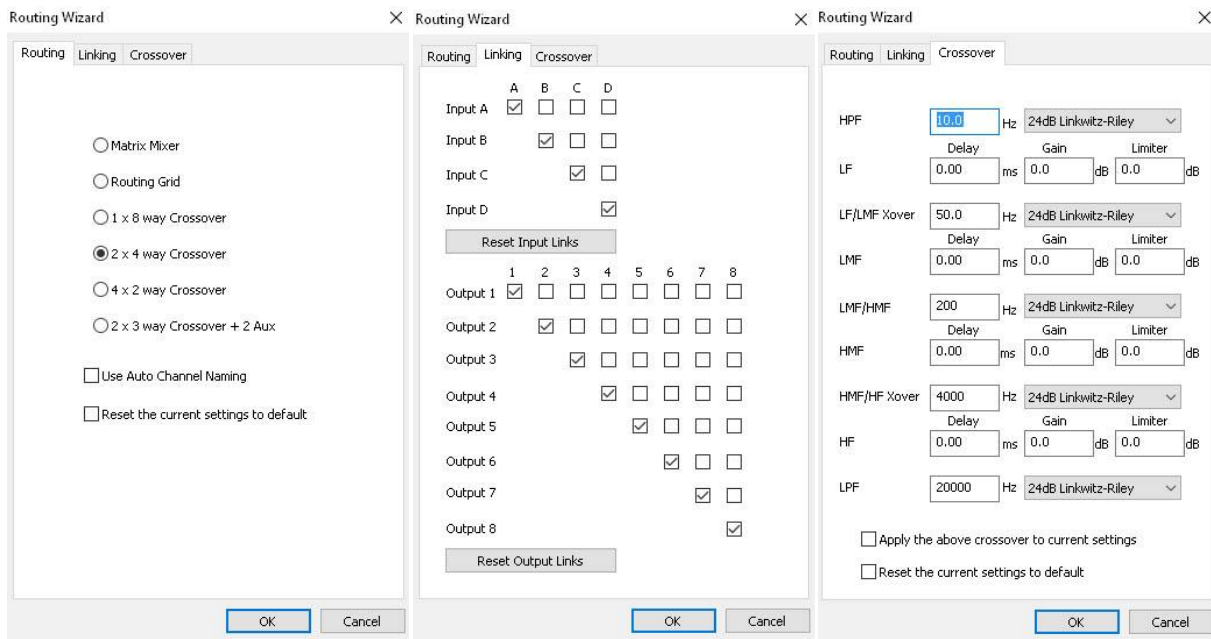 Routing Wizard
Routing Linking Crossover
Matrix Mixer
Routing Grid
1 x 8 way Crossover
2 x 4 way Crossover
4 x 2 way Crossover
2 x 3 way Crossover + 2 Aux
Use Auto Channel Naming
Reset the current settings to default
OK Cancel
Routing Wizard
Routing Linking Crossover
A B C D
Input A
Input B
Input C
Input D
Reset Input Links
1 2 3 4 5 6 7 8
Output 1
Output 2
Output 3
Output 4
Output 5
Output 6
Output 7
Output 8
Reset Output Links
OK Cancel
Routing Wizard
Routing Linking Crossover
HPF 10.0 Hz 24dB Linkwitz-Riley
Delay Gain Limiter
LF 0.00 ms 0.0 dB 0.0 dB
LF/LMF Xover 50.0 Hz 24dB Linkwitz-Riley
Delay Gain Limiter
LMF 0.00 ms 0.0 dB 0.0 dB
LMF/HMF 200 Hz 24dB Linkwitz-Riley
Delay Gain Limiter
HMF 0.00 ms 0.0 dB 0.0 dB
HMF/HF Xover 4000 Hz 24dB Linkwitz-Riley
Delay Gain Limiter
HF 0.00 ms 0.0 dB 0.0 dB
LPF 20000 Hz 24dB Linkwitz-Riley
Apply the above crossover to current settings
Reset the current settings to default
OK Cancel